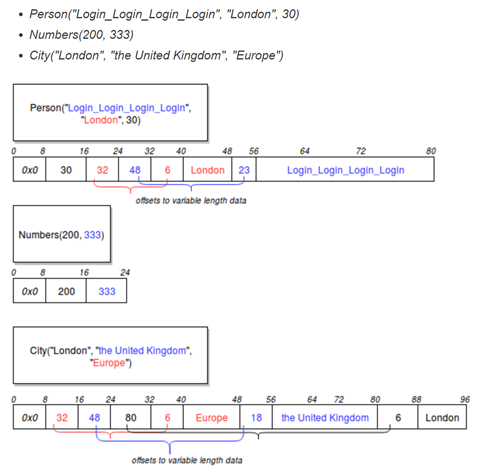 Person("Login_Login_Login_Login", "London", 30)
Numbers(200, 333)
City("London", "the United Kingdom", "Europe")
Person("Login_Login_Login_Login",
"London", 30)
0 8 16 24 32 40 48 56 64 72 80
0x0 30 32 48 6 London 23 Login_Login_Login_Login
offsets to variable length data
Numbers(200, 333)
0 8 16 24
0x0 200 333
City("London", "the United Kingdom",
"Europe")
0 8 16 24 32 40 48 56 64 72 80 88 96
0x0 32 48 80 6 Europe 18 the United Kingdom 6 London
offsets to variable length data